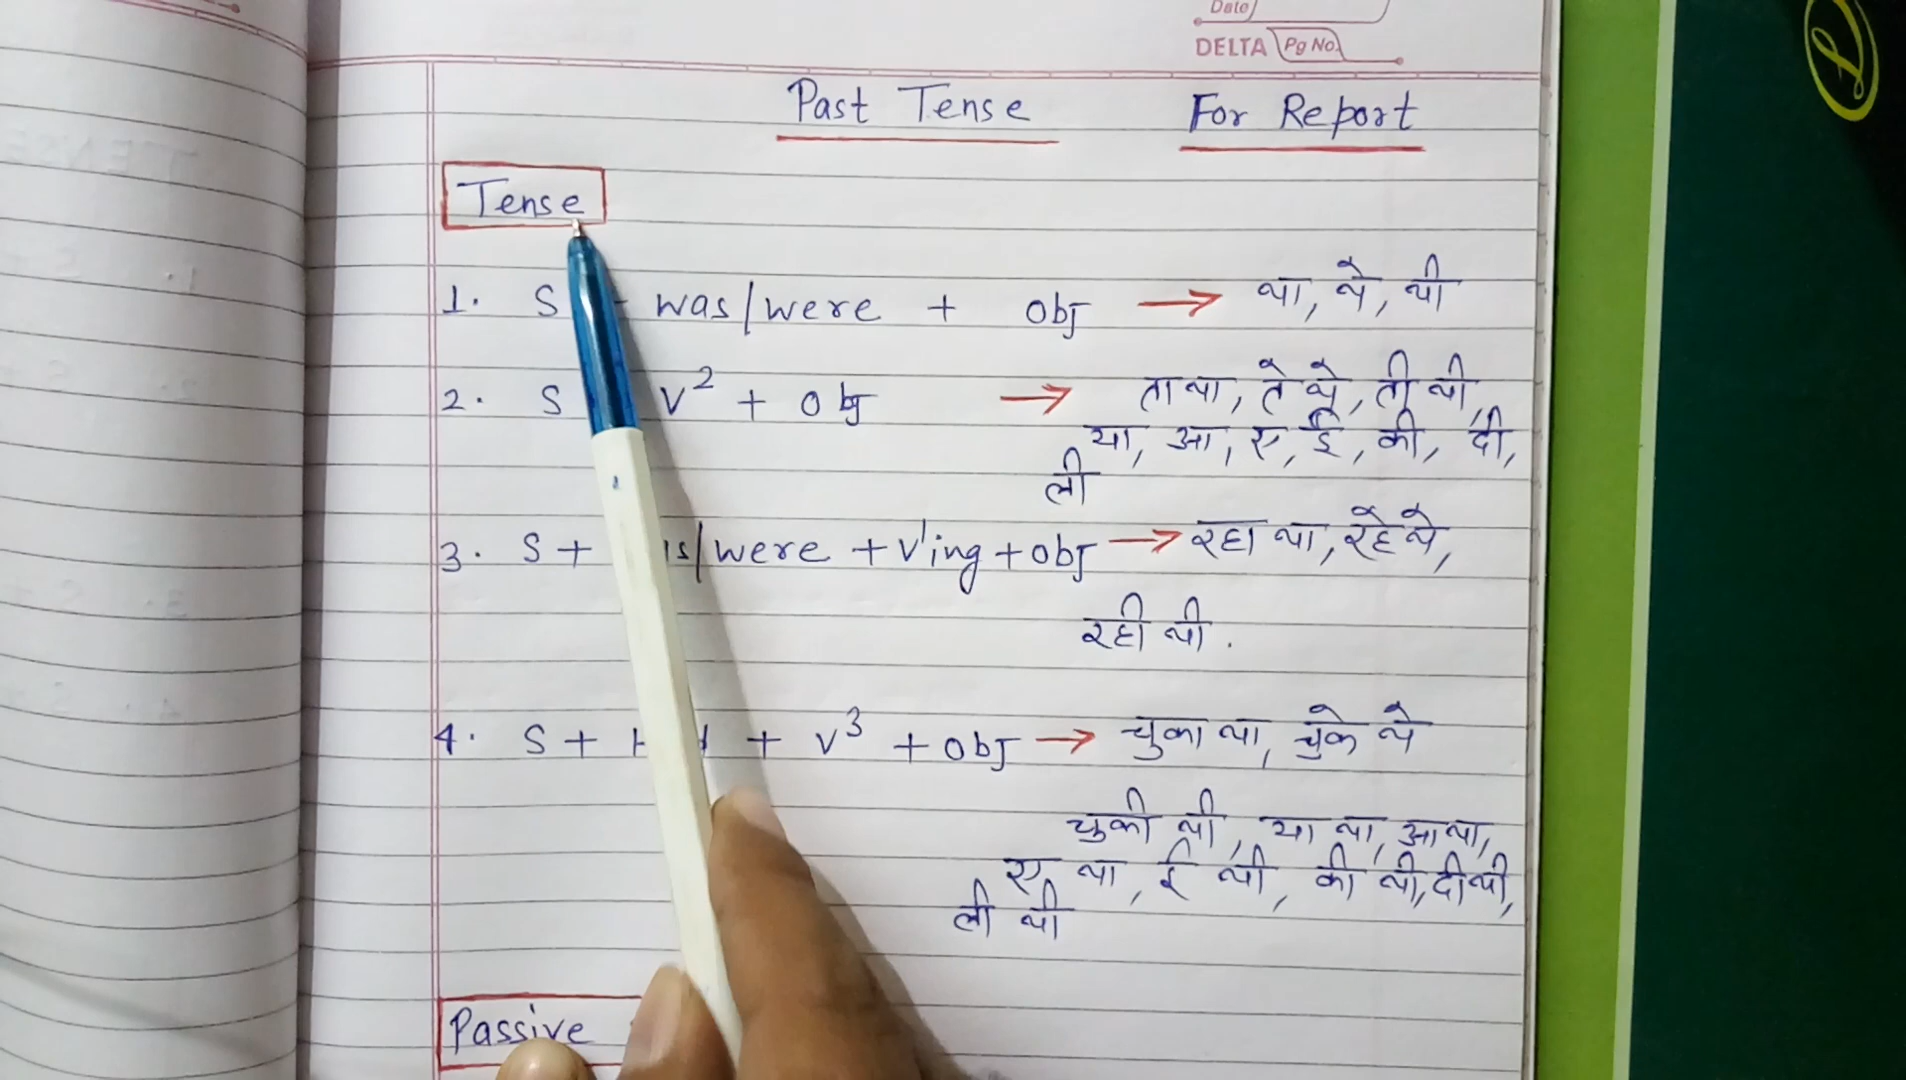 Date
DELTA Pg No.
Past Tense For Report
Tense
1. S + was/were + obj → था, थे, थी
2. S V² + obj → ता था, ते थे, ती थी,
या, आ, ए, ई, की, दी,
ली
3. S + were + V¹ing + obj → रहा था, रहे थे,
रही थी.
4. S + + V³ + obj → चुका था, चुके थे
चुकी थी, या था, आ था,
ए था, ई थी, की थी, दी थी,
ली थी
Passive